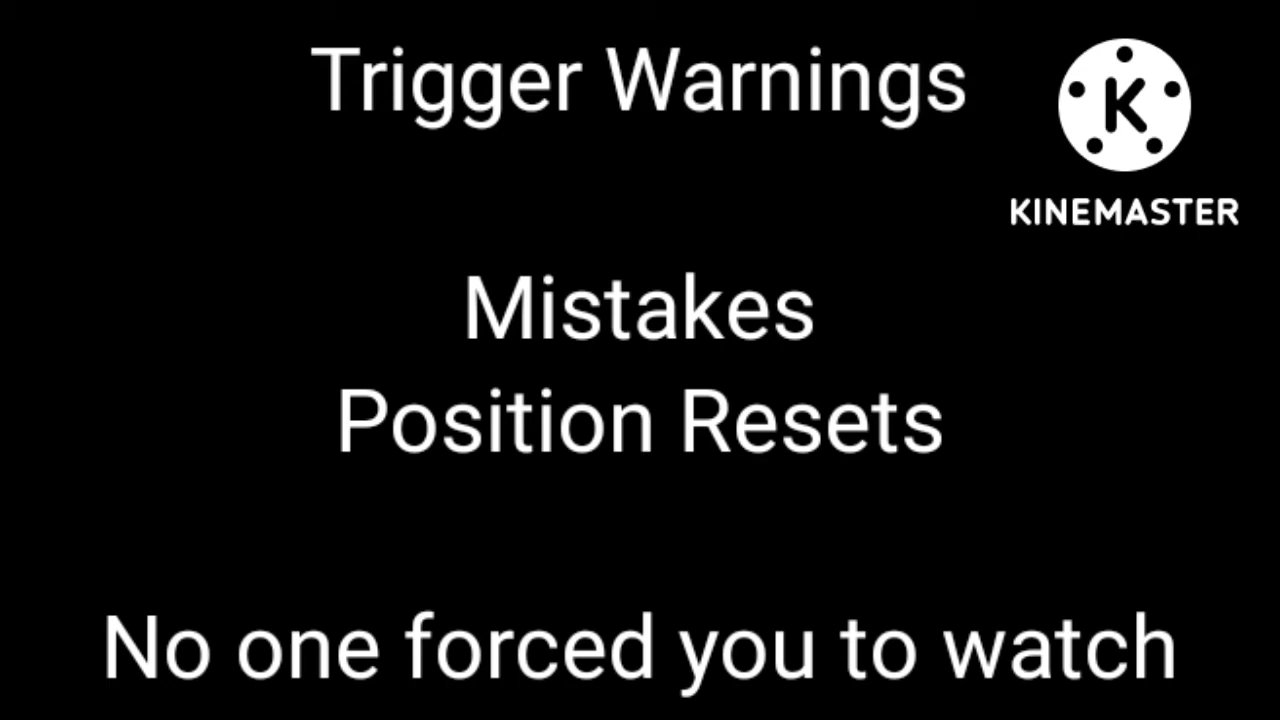 Trigger Warnings
K
KINEMASTER
Mistakes
Position Resets
No one forced you to watch